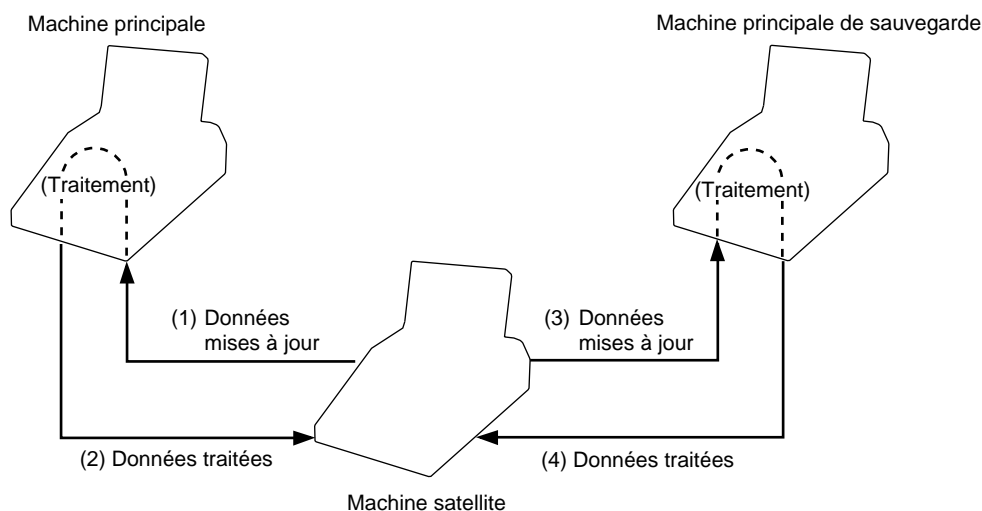 Machine principale
Machine principale de sauvegarde
(Traitement)
(Traitement)
(1) Données
mises à jour
(3) Données
mises à jour
(2) Données traitées
(4) Données traitées
Machine satellite